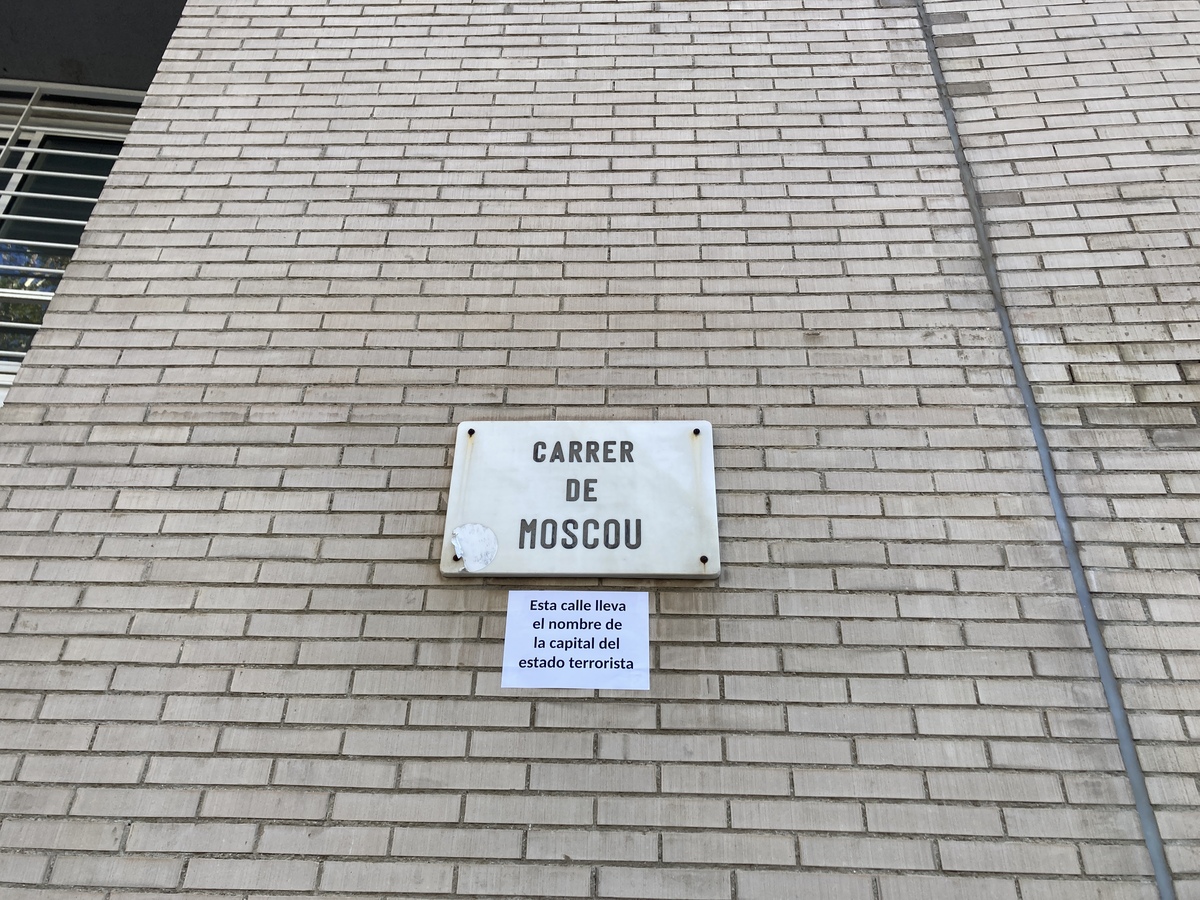 CARRER
DE
MOSCOU
Esta calle lleva
el nombre de
la capital del
estado terrorista